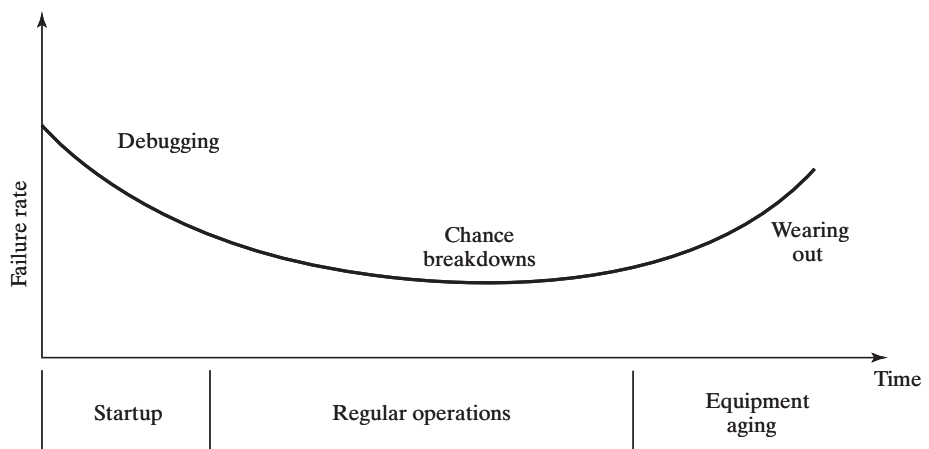 Debugging
Failure rate
Chance
breakdowns
Wearing
out
Time
Startup
Regular operations
Equipment
aging